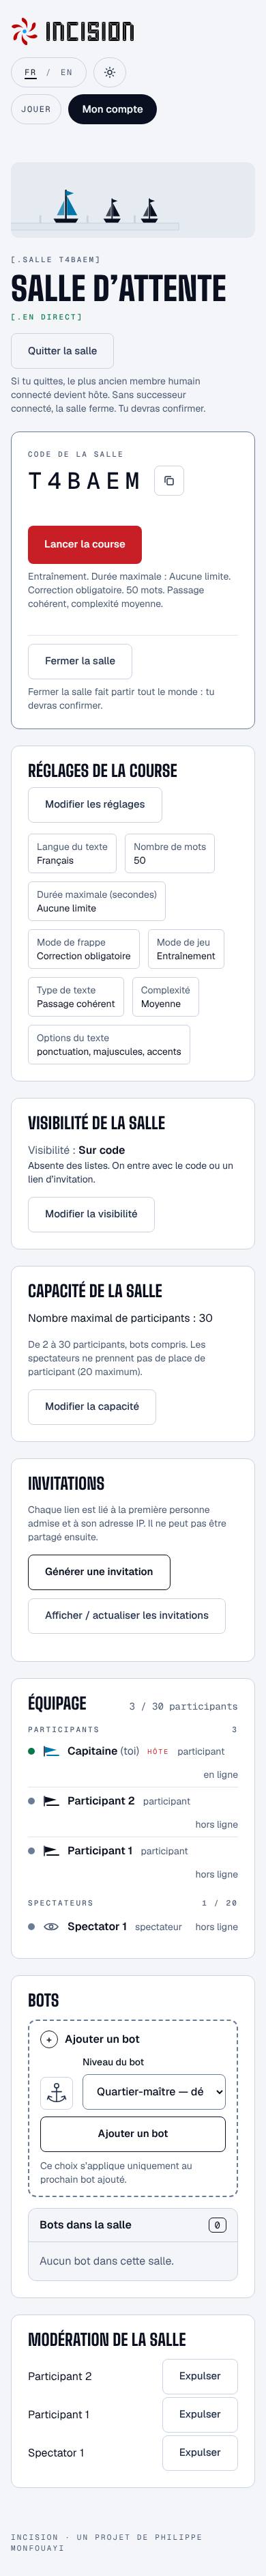 INCISION
FR / EN
JOUER
Mon compte
[.SALLE T4BAEM]
SALLE D’ATTENTE
[.EN DIRECT]
Quitter la salle
Si tu quittes, le plus ancien membre humain
connecté devient hôte. Sans successeur
connecté, la salle ferme. Tu devras confirmer.
CODE DE LA SALLE
T4BAEM
Lancer la course
Entraînement. Durée maximale : Aucune limite.
Correction obligatoire. 50 mots. Passage
cohérent, complexité moyenne.
Fermer la salle
Fermer la salle fait partir tout le monde : tu
devras confirmer.
RÉGLAGES DE LA COURSE
Modifier les réglages
Langue du texte
Français
Nombre de mots
50
Durée maximale (secondes)
Aucune limite
Mode de frappe
Correction obligatoire
Mode de jeu
Entraînement
Type de texte
Passage cohérent
Complexité
Moyenne
Options du texte
ponctuation, majuscules, accents
VISIBILITÉ DE LA SALLE
Visibilité : Sur code
Absente des listes. On entre avec le code ou un
lien d’invitation.
Modifier la visibilité
CAPACITÉ DE LA SALLE
Nombre maximal de participants : 30
De 2 à 30 participants, bots compris. Les
spectateurs ne prennent pas de place de
participant (20 maximum).
Modifier la capacité
INVITATIONS
Chaque lien est lié à la première personne
admise et à son adresse IP. Il ne peut pas être
partagé ensuite.
Générer une invitation
Afficher / actualiser les invitations
ÉQUIPAGE
3 / 30 participants
PARTICIPANTS 3
Capitaine (toi) HÔTE participant
en ligne
Participant 2 participant
hors ligne
Participant 1 participant
hors ligne
SPECTATEURS 1 / 20
Spectator 1 spectateur hors ligne
BOTS
+ Ajouter un bot
Niveau du bot
Quartier-maître — dé
Ajouter un bot
Ce choix s’applique uniquement au
prochain bot ajouté.
Bots dans la salle 0
Aucun bot dans cette salle.
MODÉRATION DE LA SALLE
Participant 2 Expulser
Participant 1 Expulser
Spectator 1 Expulser
INCISION · UN PROJET DE PHILIPPE
MONFOUAYI